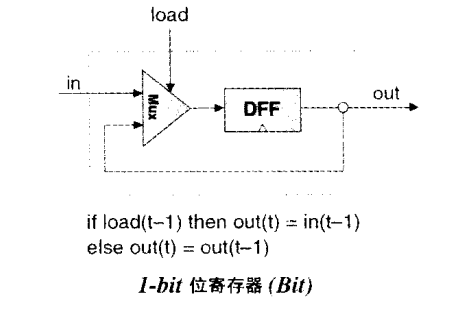 load
in
Mux
DFF
out
if load(t–1) then out(t) = in(t–1)
else out(t) = out(t–1)
1-bit 位寄存器 (Bit)